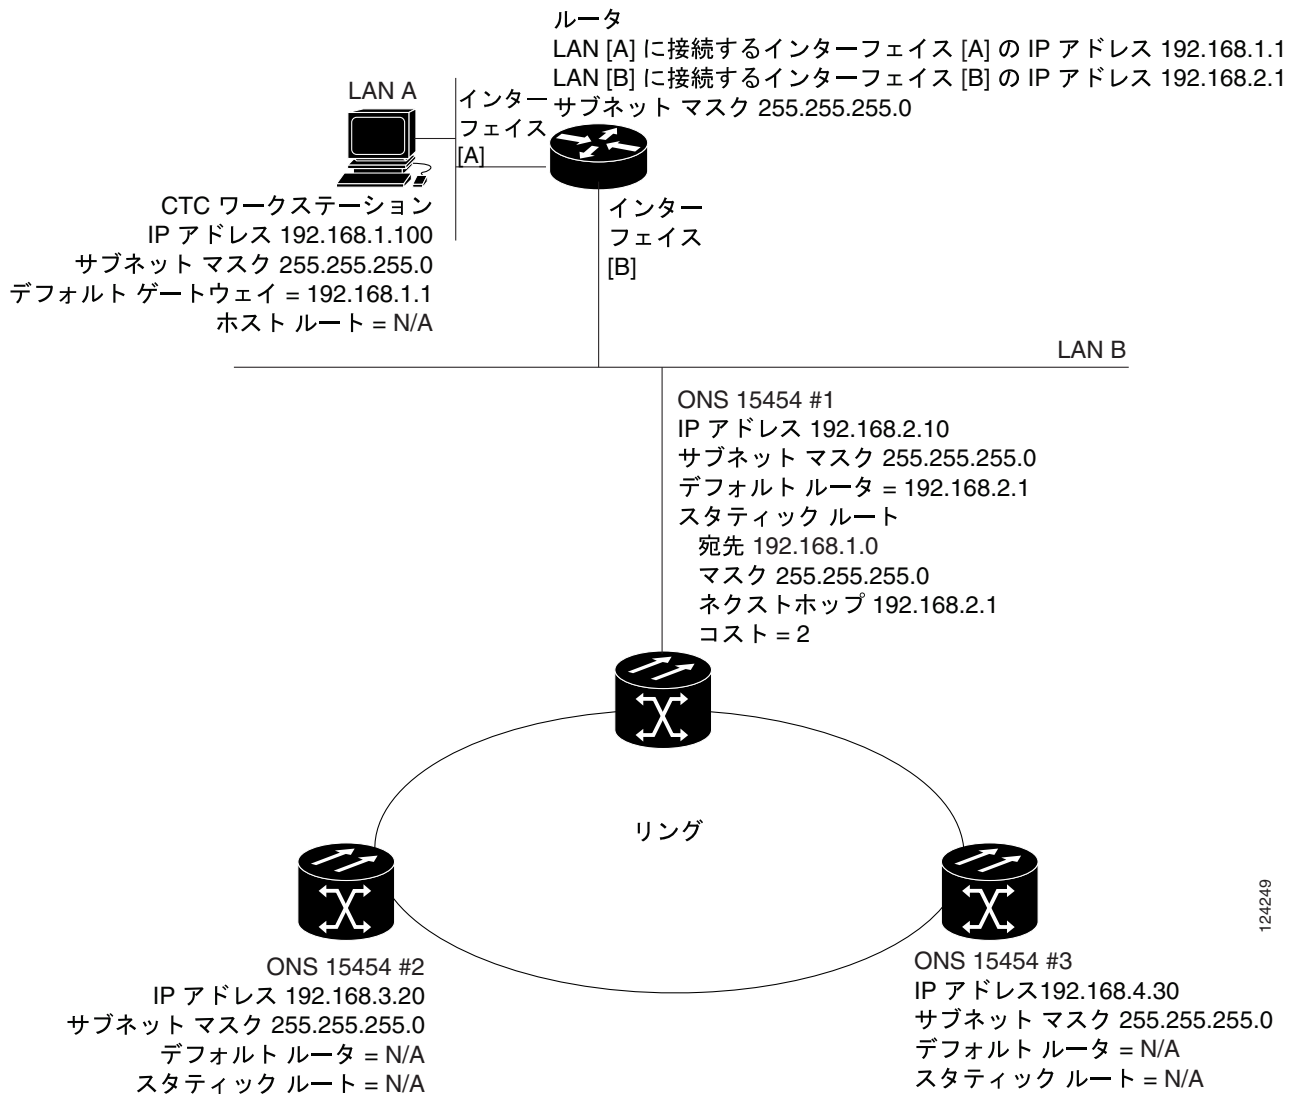 ルータ
LAN [A] に接続するインターフェイス [A] の IP アドレス 192.168.1.1
LAN [B] に接続するインターフェイス [B] の IP アドレス 192.168.2.1
サブネット マスク 255.255.255.0
LAN A
インター
フェイス
[A]
CTC ワークステーション
IP アドレス 192.168.1.100
サブネット マスク 255.255.255.0
デフォルト ゲートウェイ = 192.168.1.1
ホスト ルート = N/A
インター
フェイス
[B]
LAN B
ONS 15454 #1
IP アドレス 192.168.2.10
サブネット マスク 255.255.255.0
デフォルト ルータ = 192.168.2.1
スタティック ルート
宛先 192.168.1.0
マスク 255.255.255.0
ネクストホップ 192.168.2.1
コスト = 2
リング
ONS 15454 #2
IP アドレス 192.168.3.20
サブネット マスク 255.255.255.0
デフォルト ルータ = N/A
スタティック ルート = N/A
ONS 15454 #3
IP アドレス192.168.4.30
サブネット マスク 255.255.255.0
デフォルト ルータ = N/A
スタティック ルート = N/A
124249